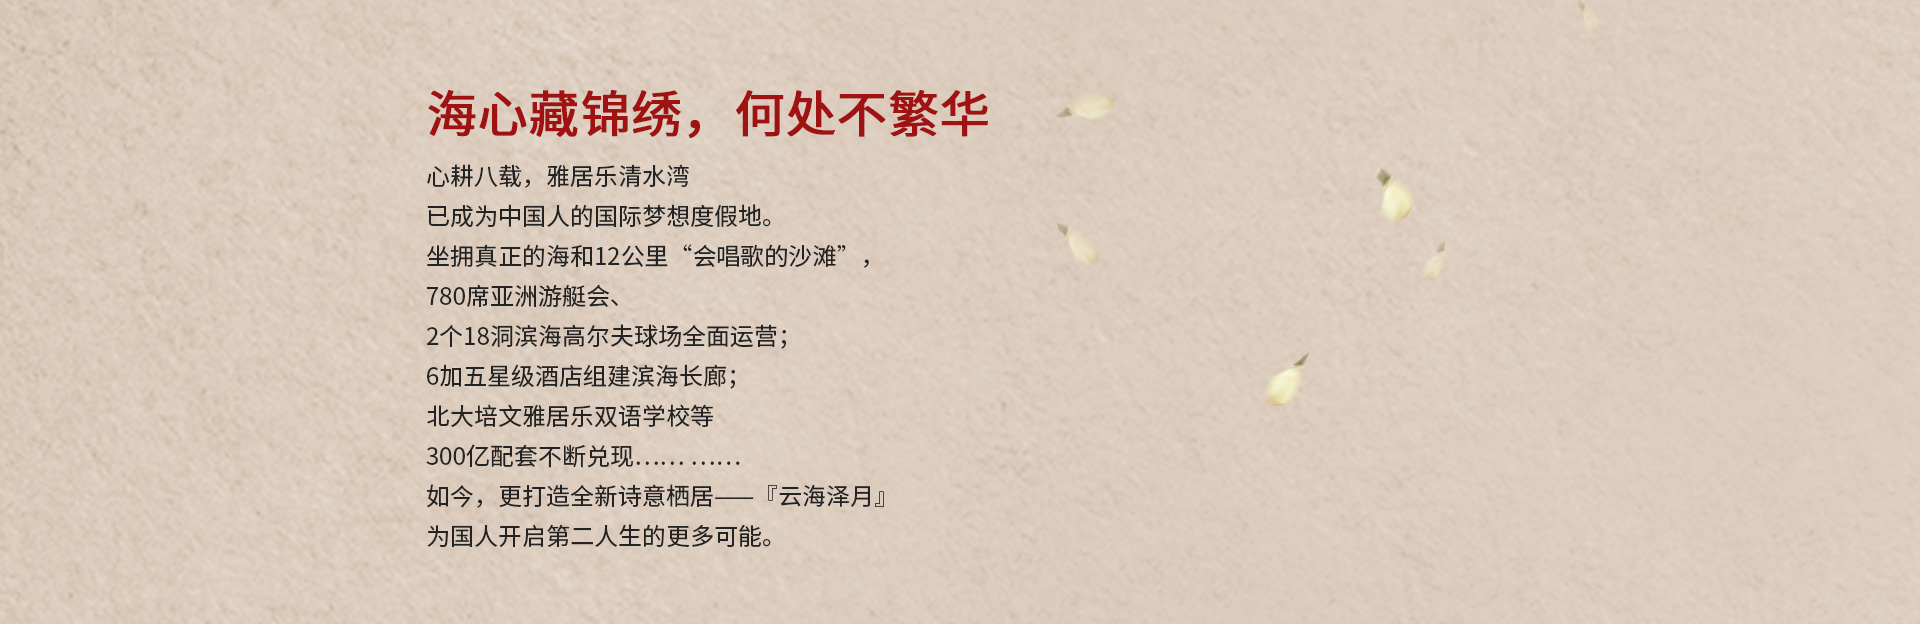 海心藏锦绣，何处不繁华
心耕八载，雅居乐清水湾
已成为中国人的国际梦想度假地。
坐拥真正的海和12公里“会唱歌的沙滩”，
780席亚洲游艇会、
2个18洞滨海高尔夫球场全面运营；
6加五星级酒店组建滨海长廊；
北大培文雅居乐双语学校等
300亿配套不断兑现…… ……
如今，更打造全新诗意栖居——『云海泽月』
为国人开启第二人生的更多可能。